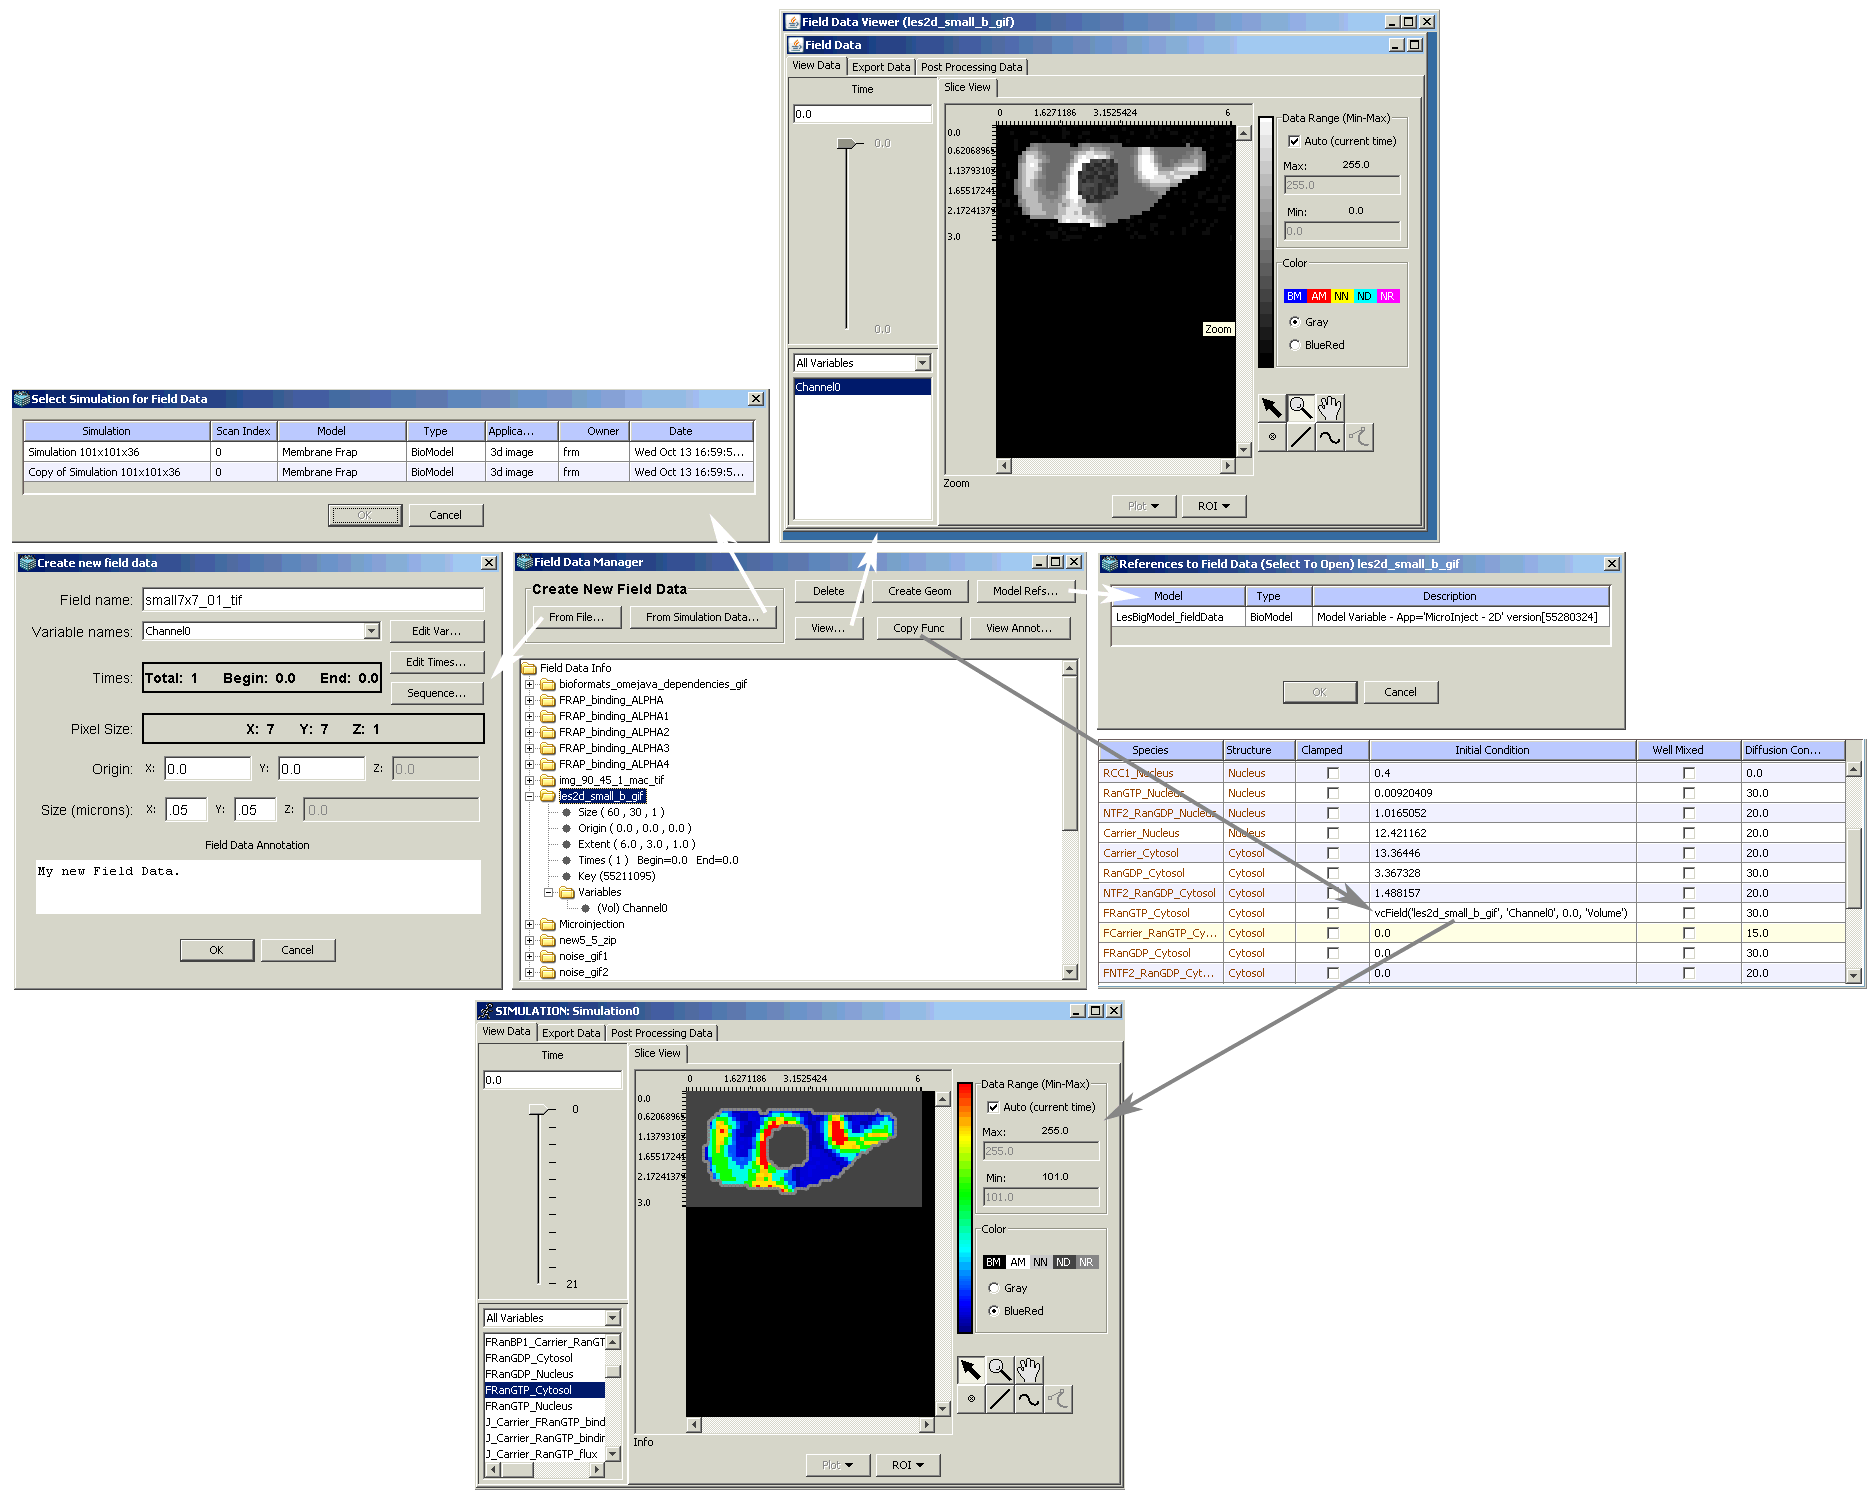 Field Data Viewer (les2d_small_b_gif)
Field Data
View Data Export Data Post Processing Data
Time
0.0
0.0
0.0
All Variables
Channel0
Slice View
0 1.6271186 3.1525424 6
0.0
0.62068965
1.13793103
1.65517241
2.17241379
3.0
Zoom
Zoom
Data Range (Min-Max)
Auto (current time)
Max: 255.0
255.0
Min: 0.0
0.0
Color
BM AM NN ND NR
Gray
BlueRed
Plot ROI
Select Simulation for Field Data
Simulation Scan Index Model Type Applica... Owner Date
Simulation 101x101x36 0 Membrane Frap BioModel 3d image frm Wed Oct 13 16:59:5...
Copy of Simulation 101x101x36 0 Membrane Frap BioModel 3d image frm Wed Oct 13 16:59:5...
OK Cancel
Create new field data
Field name: small7x7_01_tif
Variable names: Channel0 Edit Var...
Edit Times...
Times: Total: 1 Begin: 0.0 End: 0.0
Sequence...
Pixel Size: X: 7 Y: 7 Z: 1
Origin: X: 0.0 Y: 0.0 Z: 0.0
Size (microns): X: .05 Y: .05 Z: 0.0
Field Data Annotation
My new Field Data.
OK Cancel
Field Data Manager
Create New Field Data
From File... From Simulation Data...
Delete Create Geom Model Refs...
View... Copy Func View Annot...
Field Data Info
bioformats_omejava_dependencies_gif
FRAP_binding_ALPHA
FRAP_binding_ALPHA1
FRAP_binding_ALPHA2
FRAP_binding_ALPHA3
FRAP_binding_ALPHA4
img_90_45_1_mac_tif
les2d_small_b_gif
Size ( 60 , 30 , 1 )
Origin ( 0.0 , 0.0 , 0.0 )
Extent ( 6.0 , 3.0 , 1.0 )
Times ( 1 ) Begin=0.0 End=0.0
Key (55211095)
Variables
(Vol) Channel0
Microinjection
new5_5_zip
noise_gif1
noise_gif2
References to Field Data (Select To Open) les2d_small_b_gif
Model Type Description
LesBigModel_fieldData BioModel Model Variable - App='MicroInject - 2D' version[55280324]
OK Cancel
Species Structure Clamped Initial Condition Well Mixed Diffusion Con...
RCC1_Nucleus Nucleus 0.4 0.0
RanGTP_Nucleus Nucleus 0.00920409 30.0
NTF2_RanGDP_Nucleus Nucleus 1.0165052 20.0
Carrier_Nucleus Nucleus 12.421162 20.0
Carrier_Cytosol Cytosol 13.36446 20.0
RanGDP_Cytosol Cytosol 3.367328 30.0
NTF2_RanGDP_Cytosol Cytosol 1.488157 20.0
FRanGTP_Cytosol Cytosol vcField('les2d_small_b_gif', 'Channel0', 0.0, 'Volume') 30.0
FCarrier_RanGTP_Cy... Cytosol 0.0 15.0
FRanGDP_Cytosol Cytosol 0.0 30.0
FNTF2_RanGDP_Cyt... Cytosol 0.0 20.0
SIMULATION: Simulation0
View Data Export Data Post Processing Data
Time
0.0
0
21
All Variables
FRanBP1_Carrier_RanGT
FRanGDP_Cytosol
FRanGDP_Nucleus
FRanGTP_Cytosol
FRanGTP_Nucleus
J_Carrier_FRanGTP_bind
J_Carrier_RanGTP_bindin
J_Carrier_RanGTP_flux
Slice View
0 1.6271186 3.1525424 6
0.0
0.62068965
1.13793103
1.65517241
2.17241379
3.0
Info
Data Range (Min-Max)
Auto (current time)
Max: 255.0
255.0
Min: 101.0
101.0
Color
BM AM NN ND NR
Gray
BlueRed
Plot ROI